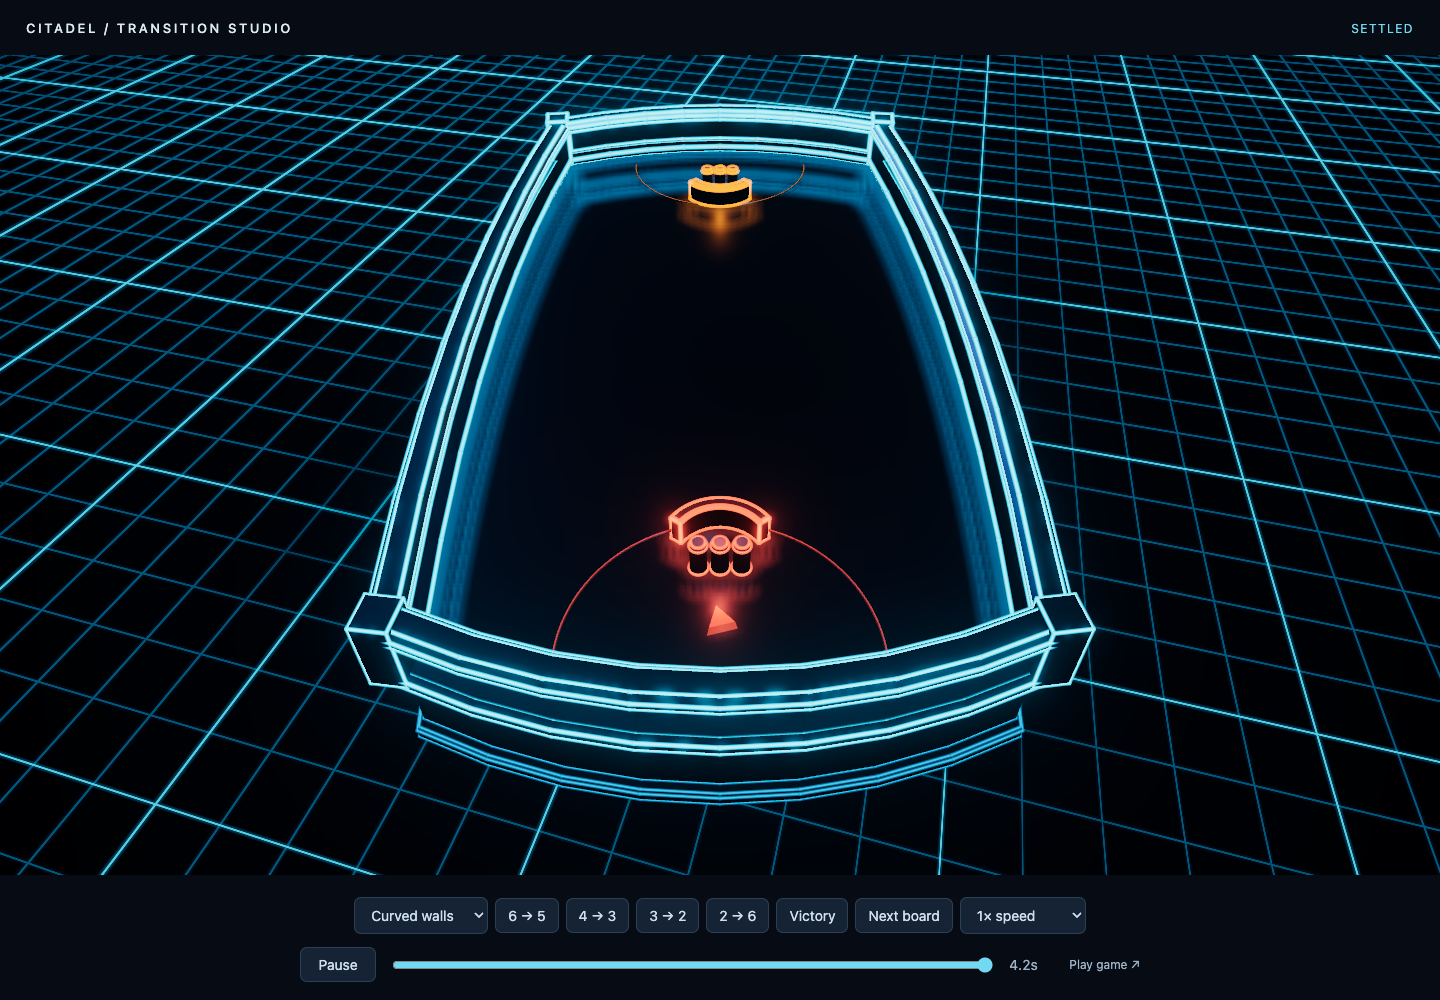 CITADEL / TRANSITION STUDIO
SETTLED
Curved walls
6 → 5
4 → 3
3 → 2
2 → 6
Victory
Next board
1× speed
Pause
4.2s
Play game ↗